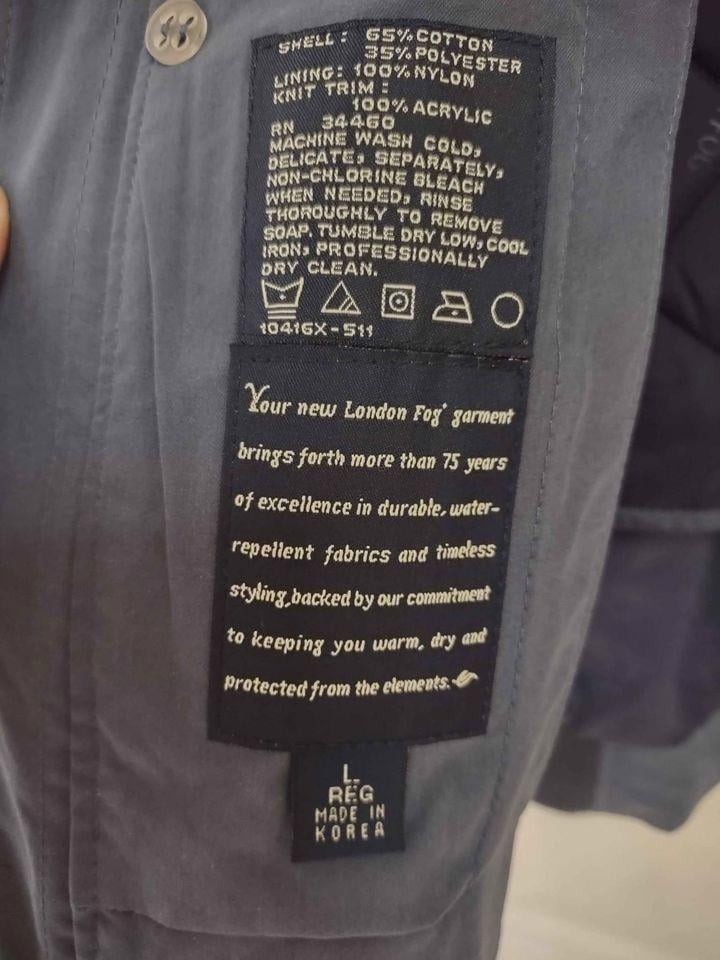 SHELL: 65% COTTON
35% POLYESTER
LINING: 100% NYLON
KNIT TRIM:
100% ACRYLIC
RN 34460
MACHINE WASH COLD,
DELICATE, SEPARATELY,
NON-CHLORINE BLEACH
WHEN NEEDED, RINSE
THOROUGHLY TO REMOVE
SOAP. TUMBLE DRY LOW, COOL
IRON, PROFESSIONALLY
DRY CLEAN.
10416X-511
Your new London Fog® garment
brings forth more than 75 years
of excellence in durable, water-
repellent fabrics and timeless
styling, backed by our commitment
to keeping you warm, dry and
protected from the elements.
L.
REG
MADE IN
KOREA